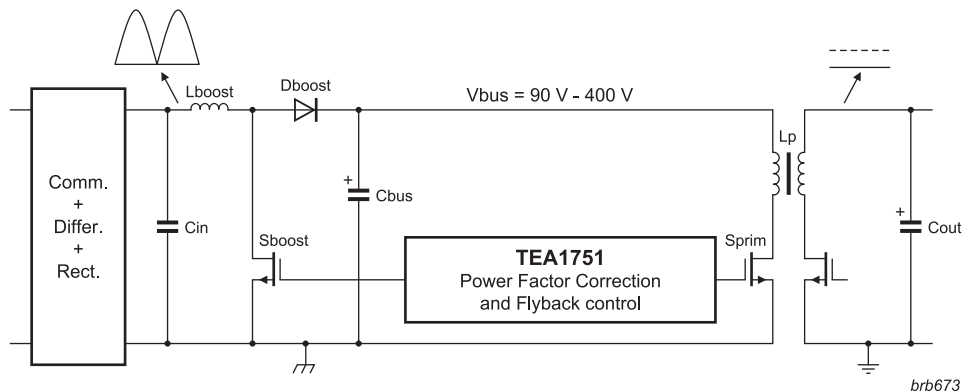 Lboost
Dboost
Vbus = 90 V - 400 V
Lp
Comm.
+
Differ.
+
Rect.
Cin
Sboost
+
Cbus
TEA1751
Power Factor Correction
and Flyback control
Sprim
+
Cout
brb673